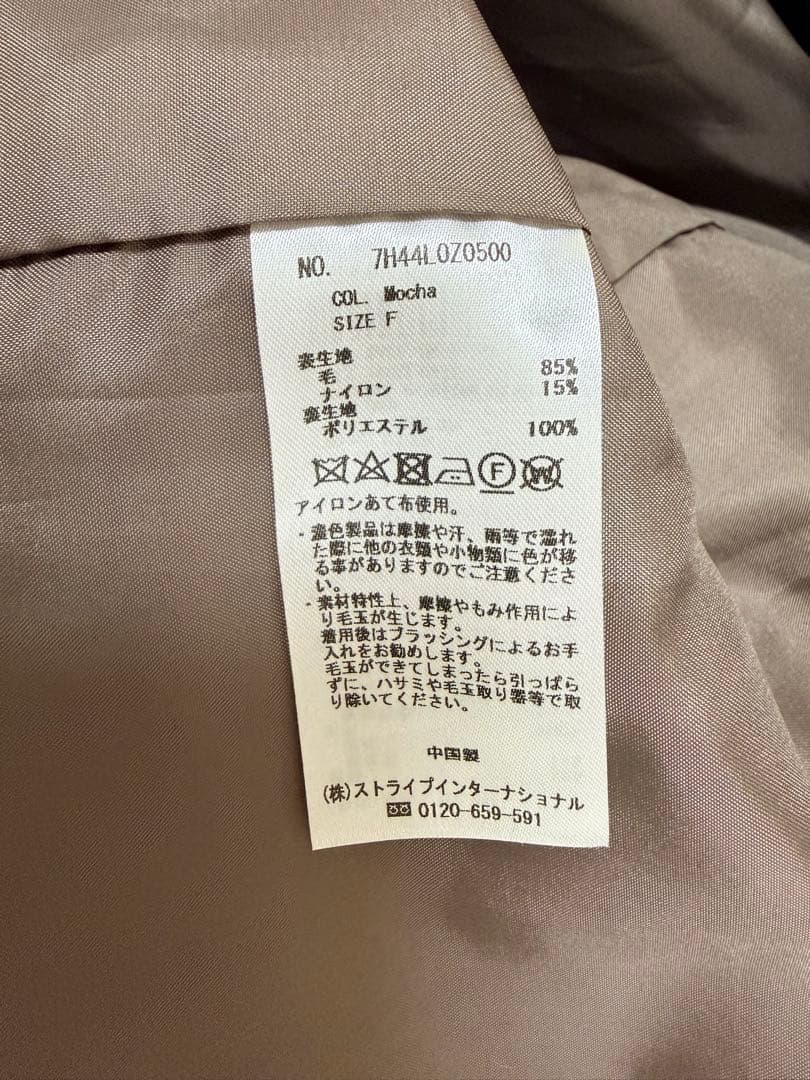 NO. 7H44L0Z0500
COL. Mocha
SIZE F
表生地
毛 85%
ナイロン 15%
裏生地
ポリエステル 100%
F W
アイロンあて布使用。
・濃色製品は摩擦や汗、雨等で濡れ
た際に他の衣類や小物類に色が移
る事がありますのでご注意くださ
い。
・素材特性上、摩擦やもみ作用によ
り毛玉が生じます。
着用後はブラッシングによるお手
入れをお勧めします。
毛玉ができてしまったら引っぱら
ずに、ハサミや毛玉取り器等で取
り除いてください。
中国製
(株)ストライプインターナショナル
0120-659-591